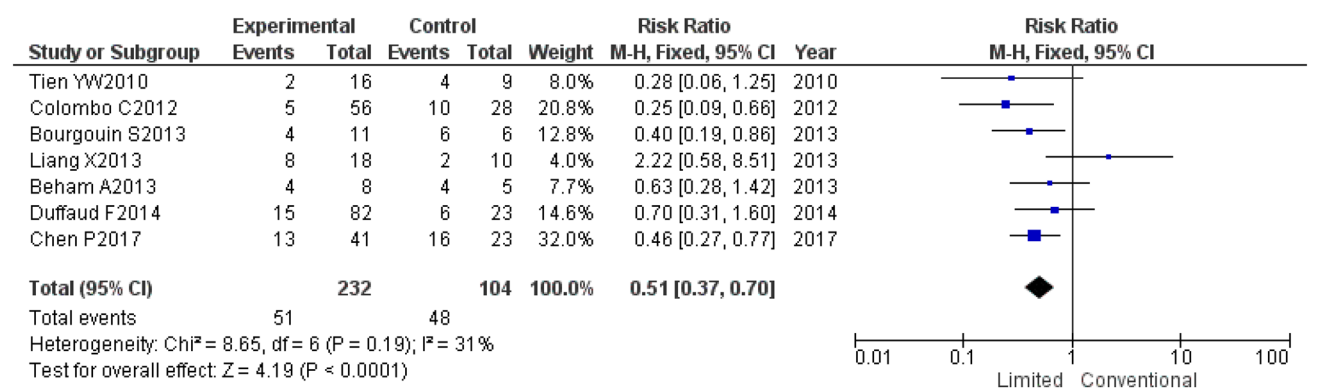 Experimental Control Risk Ratio Risk Ratio
Study or Subgroup Events Total Events Total Weight M-H, Fixed, 95% CI Year M-H, Fixed, 95% CI
Tien YW2010 2 16 4 9 8.0% 0.28 [0.06, 1.25] 2010
Colombo C2012 5 56 10 28 20.8% 0.25 [0.09, 0.66] 2012
Bourgouin S2013 4 11 6 6 12.8% 0.40 [0.19, 0.86] 2013
Liang X2013 8 18 2 10 4.0% 2.22 [0.58, 8.51] 2013
Beham A2013 4 8 4 5 7.7% 0.63 [0.28, 1.42] 2013
Duffaud F2014 15 82 6 23 14.6% 0.70 [0.31, 1.60] 2014
Chen P2017 13 41 16 23 32.0% 0.46 [0.27, 0.77] 2017
Total (95% CI) 232 104 100.0% 0.51 [0.37, 0.70]
Total events 51 48
Heterogeneity: Chi² = 8.65, df = 6 (P = 0.19); I² = 31%
Test for overall effect: Z = 4.19 (P < 0.0001)
0.01 0.1 1 10 100
Limited Conventional